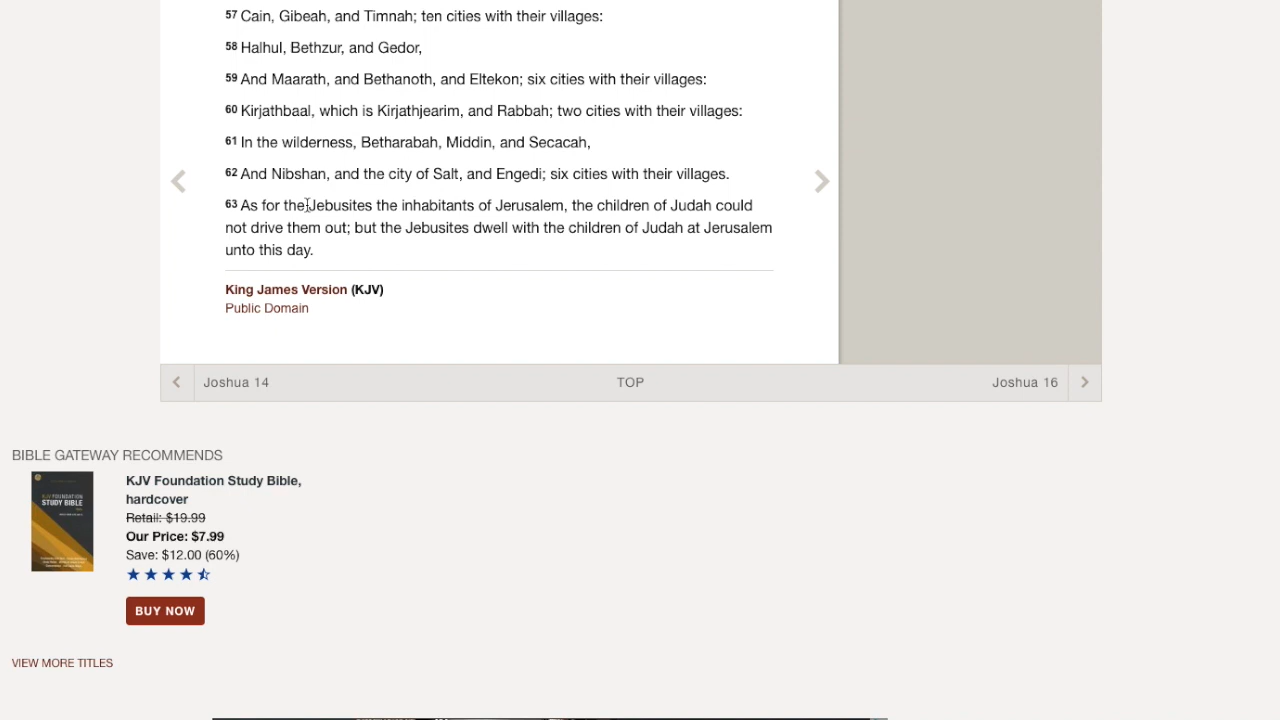 57 Cain, Gibeah, and Timnah; ten cities with their villages:
58 Halhul, Bethzur, and Gedor,
59 And Maarath, and Bethanoth, and Eltekon; six cities with their villages:
60 Kirjathbaal, which is Kirjathjearim, and Rabbah; two cities with their villages:
61 In the wilderness, Betharabah, Middin, and Secacah,
62 And Nibshan, and the city of Salt, and Engedi; six cities with their villages.
63 As for the Jebusites the inhabitants of Jerusalem, the children of Judah could
not drive them out; but the Jebusites dwell with the children of Judah at Jerusalem
unto this day.
King James Version (KJV)
Public Domain
Joshua 14 TOP Joshua 16
BIBLE GATEWAY RECOMMENDS
KJV FOUNDATION
STUDY BIBLE
KJV Foundation Study Bible,
hardcover
Retail: $19.99
Our Price: $7.99
Save: $12.00 (60%)
BUY NOW
VIEW MORE TITLES